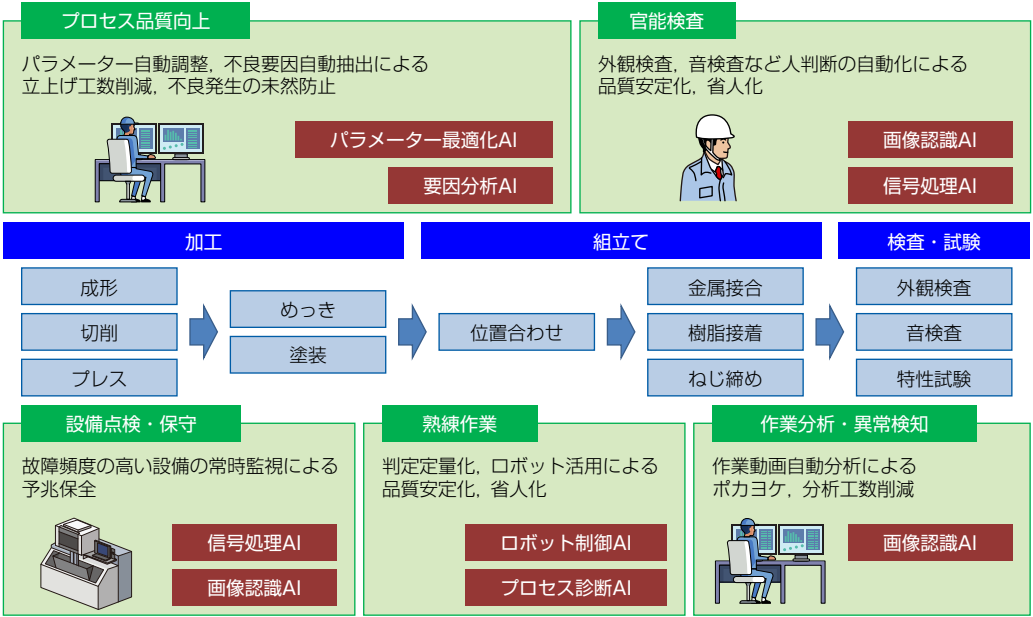 プロセス品質向上
パラメーター自動調整, 不良要因自動抽出による
立上げ工数削減, 不良発生の未然防止
パラメーター最適化AI
要因分析AI
官能検査
外観検査, 音検査など人判断の自動化による
品質安定化, 省人化
画像認識AI
信号処理AI
加工
組立て
検査・試験
成形
切削
プレス
めっき
塗装
位置合わせ
金属接合
樹脂接着
ねじ締め
外観検査
音検査
特性試験
設備点検・保守
故障頻度の高い設備の常時監視による
予兆保全
信号処理AI
画像認識AI
熟練作業
判定定量化, ロボット活用による
品質安定化, 省人化
ロボット制御AI
プロセス診断AI
作業分析・異常検知
作業動画自動分析による
ポカヨケ, 分析工数削減
画像認識AI